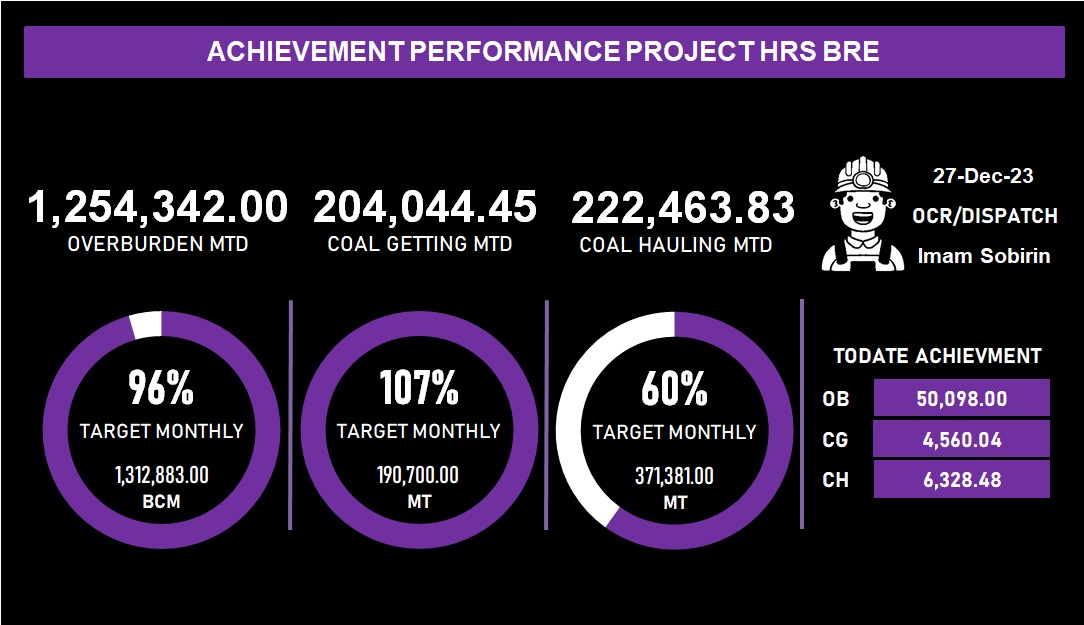 ACHIEVEMENT PERFORMANCE PROJECT HRS BRE
1,254,342.00
OVERBURDEN MTD
204,044.45
COAL GETTING MTD
222,463.83
COAL HAULING MTD
27-Dec-23
OCR/DISPATCH
Imam Sobirin
96%
TARGET MONTHLY
1,312,883.00
BCM
107%
TARGET MONTHLY
190,700.00
MT
60%
TARGET MONTHLY
371,381.00
MT
TODATE ACHIEVMENT
OB 50,098.00
CG 4,560.04
CH 6,328.48